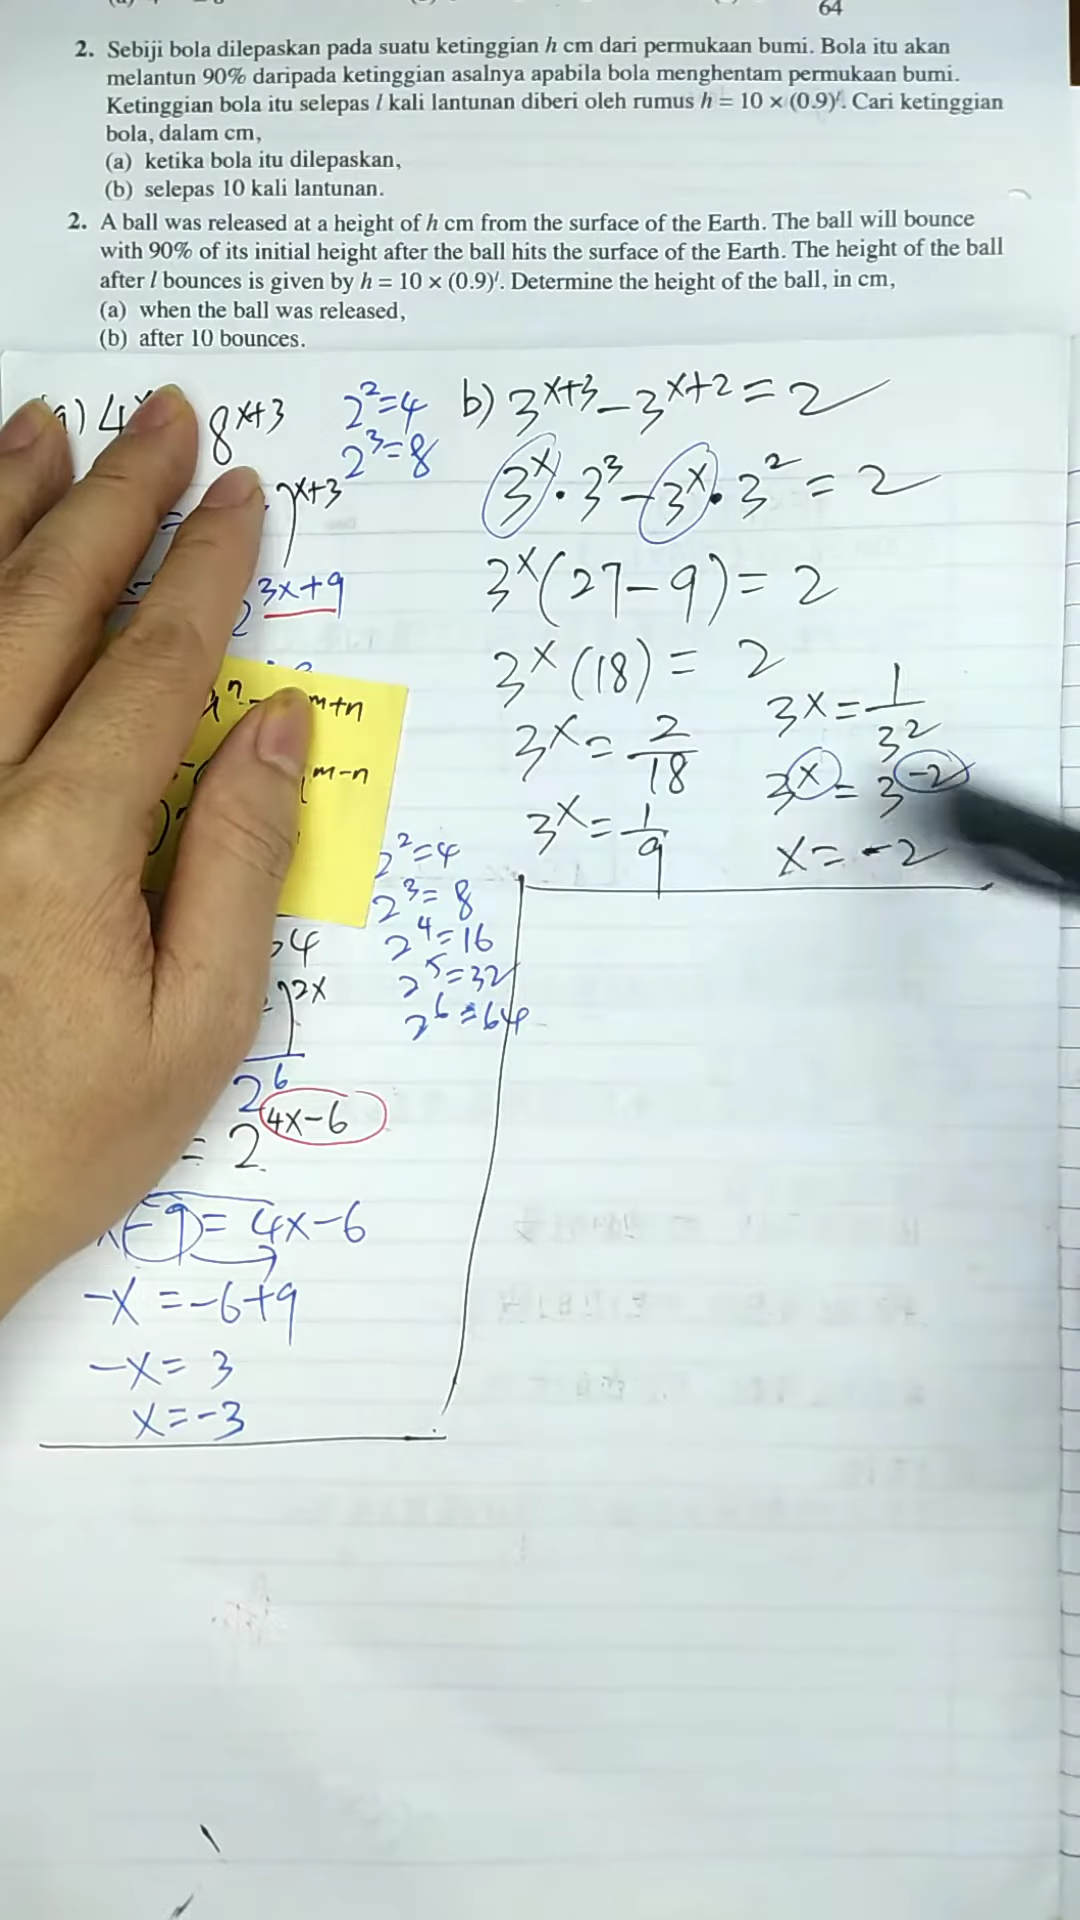 64
2. Sebiji bola dilepaskan pada suatu ketinggian h cm dari permukaan bumi. Bola itu akan
melantun 90% daripada ketinggian asalnya apabila bola menghentam permukaan bumi.
Ketinggian bola itu selepas l kali lantunan diberi oleh rumus h = 10 × (0.9)ˡ. Cari ketinggian
bola, dalam cm,
(a) ketika bola itu dilepaskan,
(b) selepas 10 kali lantunan.
2. A ball was released at a height of h cm from the surface of the Earth. The ball will bounce
with 90% of its initial height after the ball hits the surface of the Earth. The height of the ball
after l bounces is given by h = 10 × (0.9)ˡ. Determine the height of the ball, in cm,
(a) when the ball was released,
(b) after 10 bounces.
a) 4 8^(x+3)
2^2=4
2^3=8
x+3
2^(3x+9)
m+n
m-n
2^2=4
2^3=8
2^4=16
2^5=32
2^6=64
64
2x
2^6
= 2^(4x-6)
-9 = 4x-6
-x = -6+9
-x = 3
x = -3
b) 3^(x+3) - 3^(x+2) = 2
3^x · 3^3 - 3^x · 3^2 = 2
3^x (27-9) = 2
3^x (18) = 2
3^x = 2/18
3^x = 1/9
3^x = 1/3^2
3^x = 3^(-2)
x = -2